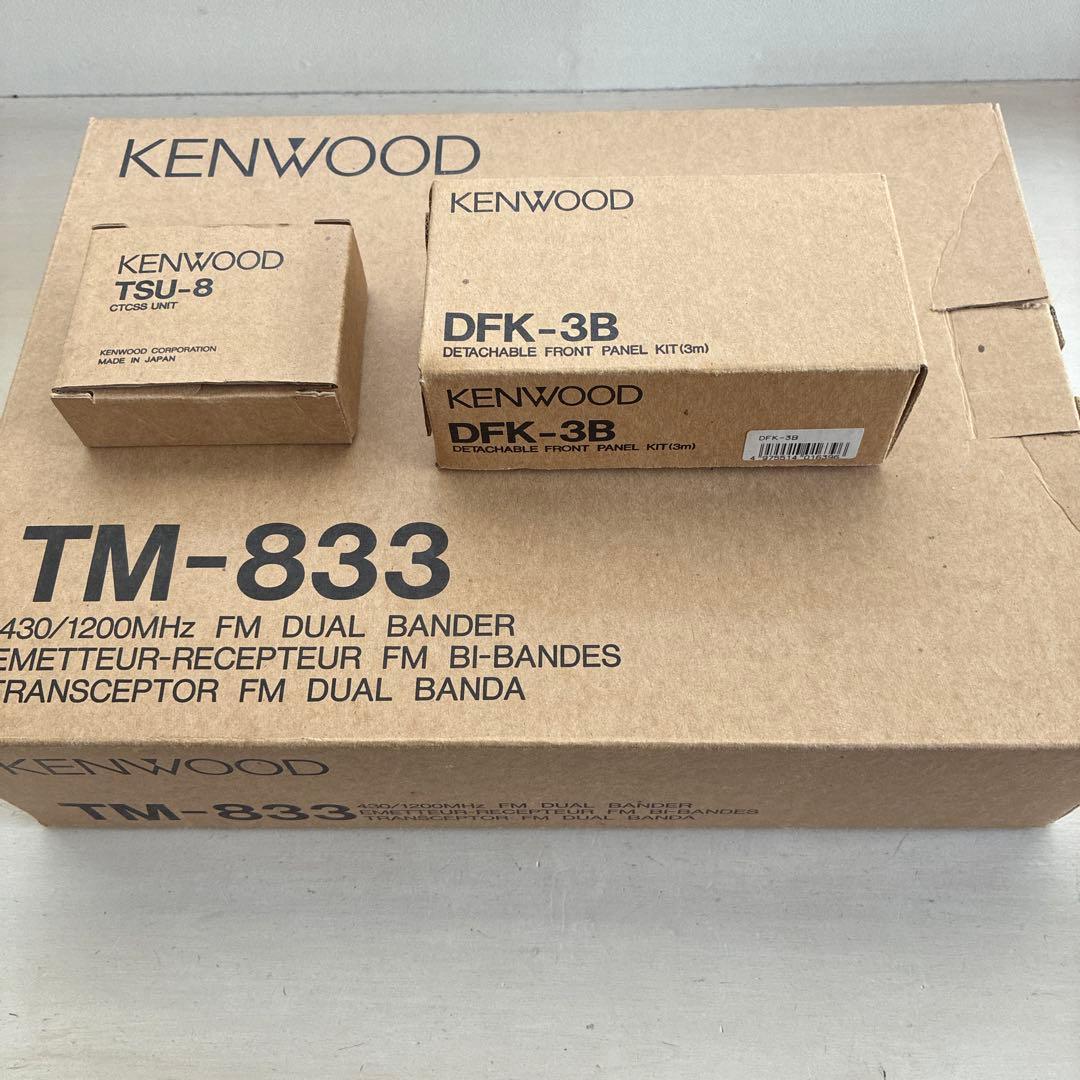 KENWOOD
KENWOOD
TSU-8
CTCSS UNIT
KENWOOD CORPORATION
MADE IN JAPAN
KENWOOD
DFK-3B
DETACHABLE FRONT PANEL KIT(3m)
KENWOOD
DFK-3B
DETACHABLE FRONT PANEL KIT(3m)
DFK-3B
4 975514 016396
TM-833
430/1200MHz FM DUAL BANDER
EMETTEUR-RECEPTEUR FM BI-BANDES
TRANSCEPTOR FM DUAL BANDA
KENWOOD
TM-833
430/1200MHz FM DUAL BANDER
EMETTEUR-RECEPTEUR FM BI-BANDES
TRANSCEPTOR FM DUAL BANDA